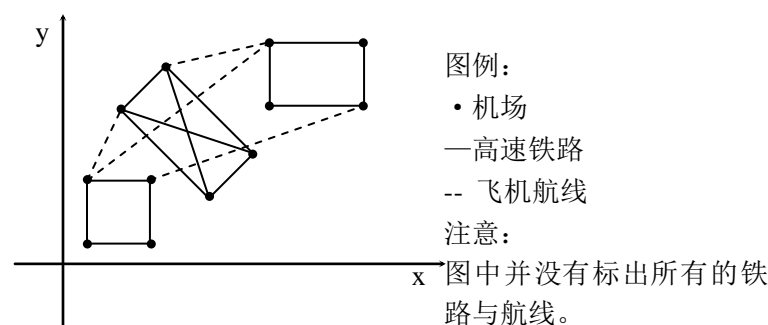 y
x
图例：
·机场
—高速铁路
-- 飞机航线
注意：
图中并没有标出所有的铁
路与航线。